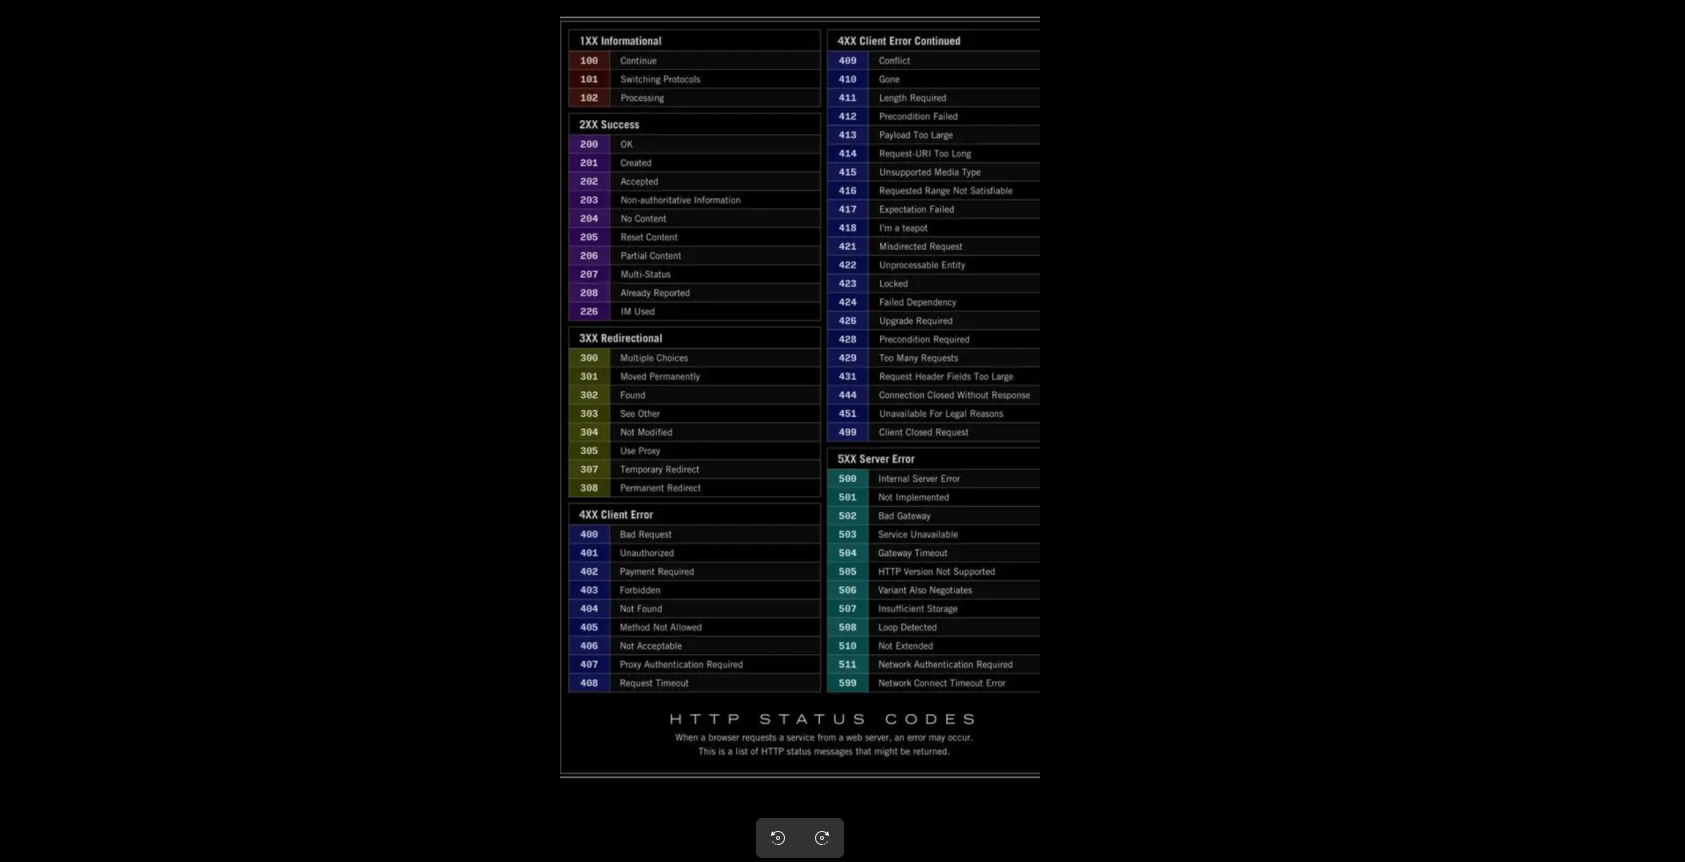 1XX Informational
100 Continue
101 Switching Protocols
102 Processing
2XX Success
200 OK
201 Created
202 Accepted
203 Non-authoritative Information
204 No Content
205 Reset Content
206 Partial Content
207 Multi-Status
208 Already Reported
226 IM Used
3XX Redirectional
300 Multiple Choices
301 Moved Permanently
302 Found
303 See Other
304 Not Modified
305 Use Proxy
307 Temporary Redirect
308 Permanent Redirect
4XX Client Error
400 Bad Request
401 Unauthorized
402 Payment Required
403 Forbidden
404 Not Found
405 Method Not Allowed
406 Not Acceptable
407 Proxy Authentication Required
408 Request Timeout
4XX Client Error Continued
409 Conflict
410 Gone
411 Length Required
412 Precondition Failed
413 Payload Too Large
414 Request-URI Too Long
415 Unsupported Media Type
416 Requested Range Not Satisfiable
417 Expectation Failed
418 I'm a teapot
421 Misdirected Request
422 Unprocessable Entity
423 Locked
424 Failed Dependency
426 Upgrade Required
428 Precondition Required
429 Too Many Requests
431 Request Header Fields Too Large
444 Connection Closed Without Response
451 Unavailable For Legal Reasons
499 Client Closed Request
5XX Server Error
500 Internal Server Error
501 Not Implemented
502 Bad Gateway
503 Service Unavailable
504 Gateway Timeout
505 HTTP Version Not Supported
506 Variant Also Negotiates
507 Insufficient Storage
508 Loop Detected
510 Not Extended
511 Network Authentication Required
599 Network Connect Timeout Error
HTTP STATUS CODES
When a browser requests a service from a web server, an error may occur.
This is a list of HTTP status messages that might be returned.